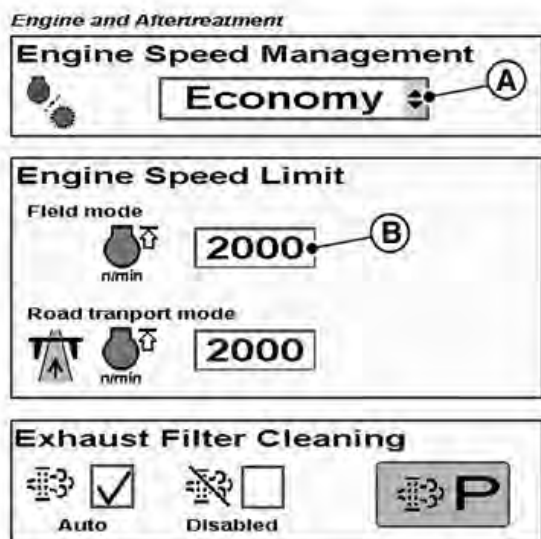 Engine and Aftertreatment
Engine Speed Management
Economy
A
Engine Speed Limit
Field mode
n/min
2000
B
Road tranport mode
n/min
2000
Exhaust Filter Cleaning
Auto
Disabled
P